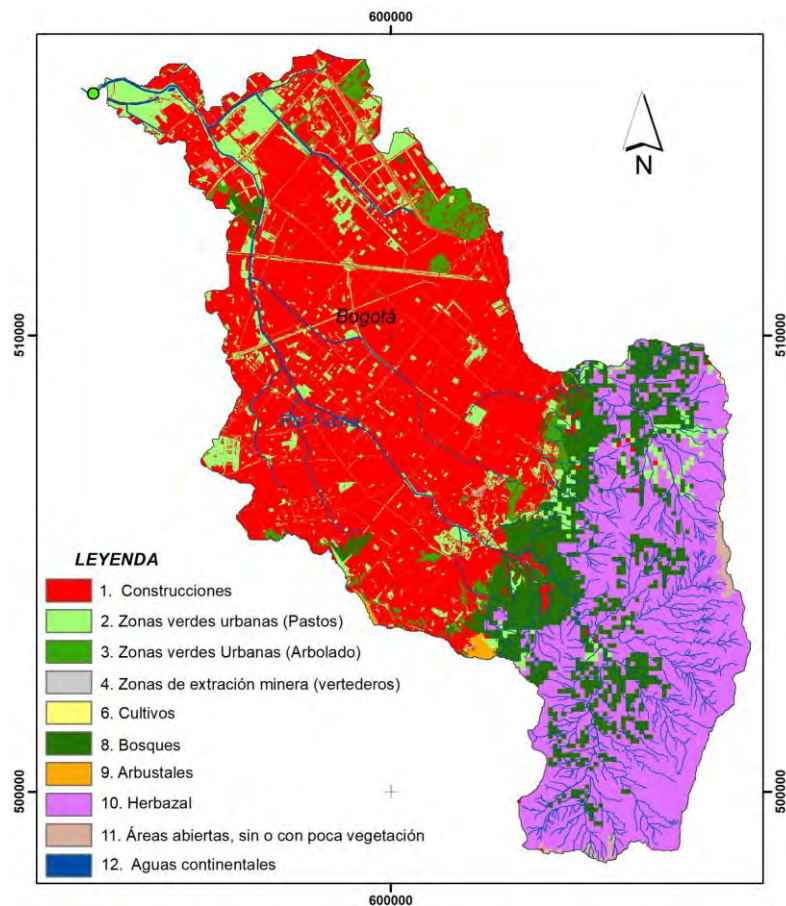 600000
N
510000
510000
Bogotá
Río Fucha
LEYENDA
1. Construcciones
2. Zonas verdes urbanas (Pastos)
3. Zonas verdes Urbanas (Arbolado)
4. Zonas de extración minera (vertederos)
6. Cultivos
8. Bosques
9. Arbustales
10. Herbazal
11. Áreas abiertas, sin o con poca vegetación
12. Aguas continentales
500000
500000
600000